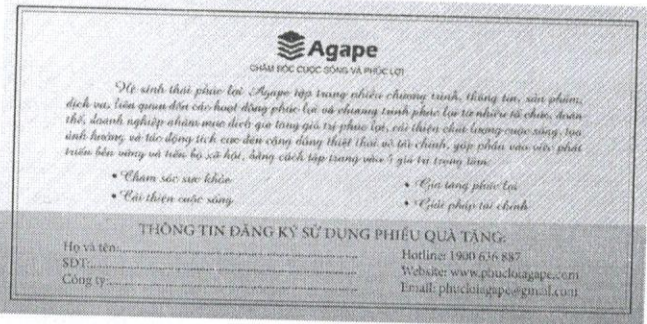 Agape
CHĂM SÓC CUỘC SỐNG VÀ PHÚC LỢI
Hệ sinh thái phúc lợi Agape tập trung nhiều chương trình, thông tin, sản phẩm,
dịch vụ, liên quan đến các hoạt động phúc lợi và chương trình phúc lợi từ nhiều tổ chức, đoàn
thể, doanh nghiệp nhằm mục đích gia tăng giá trị phúc lợi, cải thiện chất lượng cuộc sống, tạo
ảnh hưởng và tác động tích cực đến cộng đồng thiệt thòi về tài chính, góp phần vào việc phát
triển bền vững và tiến bộ xã hội, bằng cách tập trung vào 4 giá trị trọng tâm:
• Chăm sóc sức khỏe
• Gia tăng phúc lợi
• Cải thiện cuộc sống
• Giải pháp tài chính
THÔNG TIN ĐĂNG KÝ SỬ DỤNG PHIẾU QUÀ TẶNG:
Họ và tên:
Hotline: 1900 636 887
SĐT:
Website: www.phucloiagape.com
Công ty:
Email: phucloiagape@gmail.com